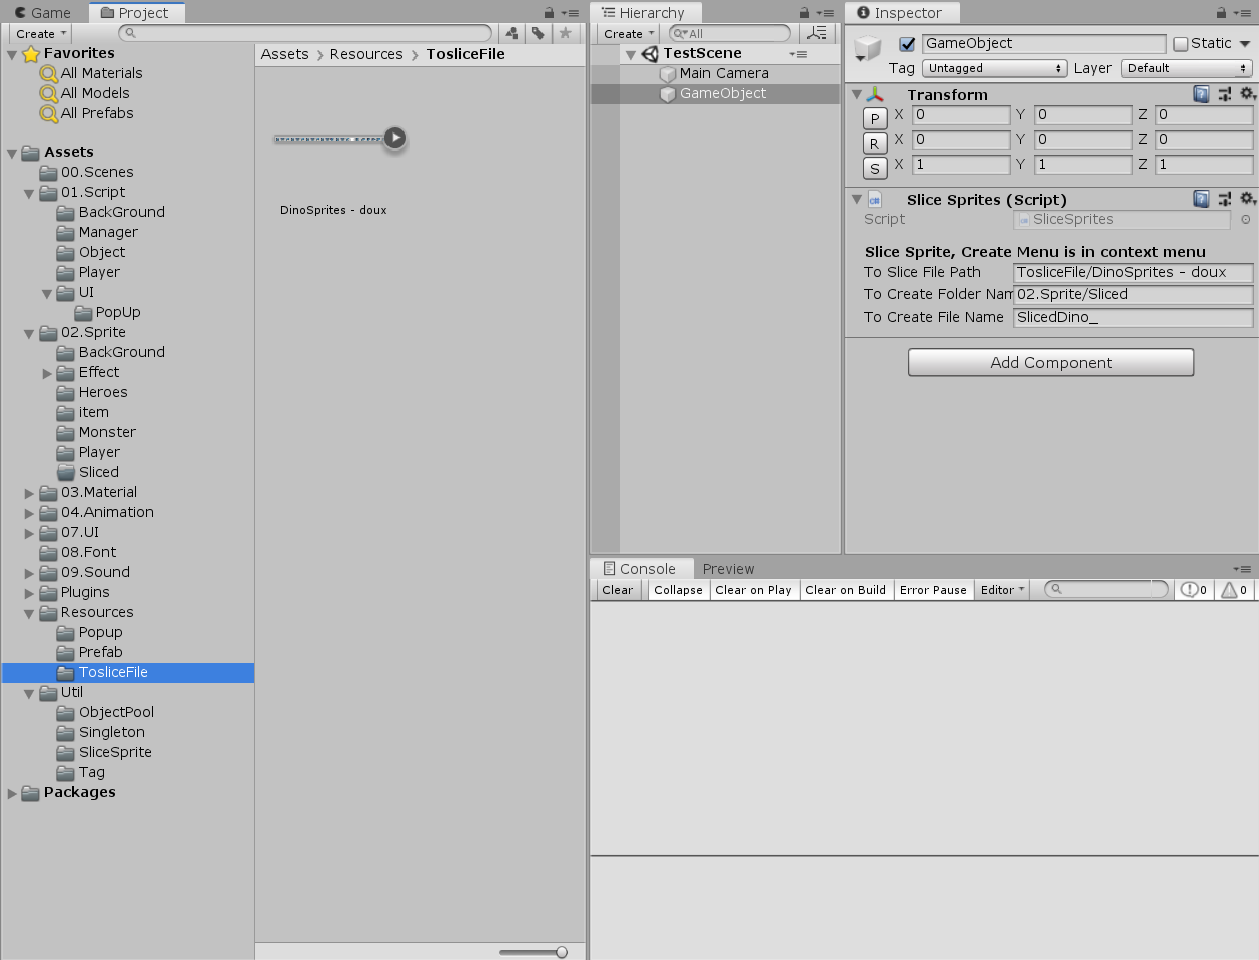 Game
Project
Create
Favorites
All Materials
All Models
All Prefabs
Assets
00.Scenes
01.Script
BackGround
Manager
Object
Player
UI
PopUp
02.Sprite
BackGround
Effect
Heroes
item
Monster
Player
Sliced
03.Material
04.Animation
07.UI
08.Font
09.Sound
Plugins
Resources
Popup
Prefab
TosliceFile
Util
ObjectPool
Singleton
SliceSprite
Tag
Packages
Assets > Resources > TosliceFile
DinoSprites - doux
Hierarchy
Create
All
TestScene
Main Camera
GameObject
Inspector
GameObject
Static
Tag Untagged Layer Default
Transform
P X 0 Y 0 Z 0
R X 0 Y 0 Z 0
S X 1 Y 1 Z 1
Slice Sprites (Script)
Script SliceSprites
Slice Sprite, Create Menu is in context menu
To Slice File Path TosliceFile/DinoSprites - doux
To Create Folder Nam 02.Sprite/Sliced
To Create File Name SlicedDino_
Add Component
Console
Preview
Clear Collapse Clear on Play Clear on Build Error Pause Editor 0 0